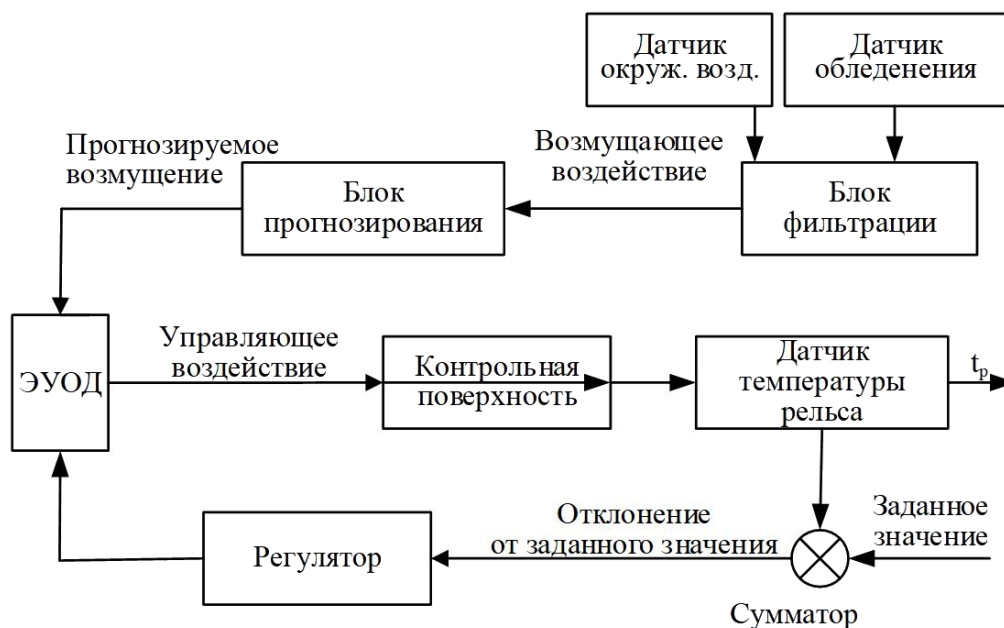 Датчик
окруж. возд.
Датчик
обледенения
Прогнозируемое
возмущение
Возмущающее
воздействие
Блок
прогнозирования
Блок
фильтрации
ЭУОД
Управляющее
воздействие
Контрольная
поверхность
Датчик
температуры
рельса
tр
Регулятор
Отклонение
от заданного значения
Заданное
значение
Сумматор